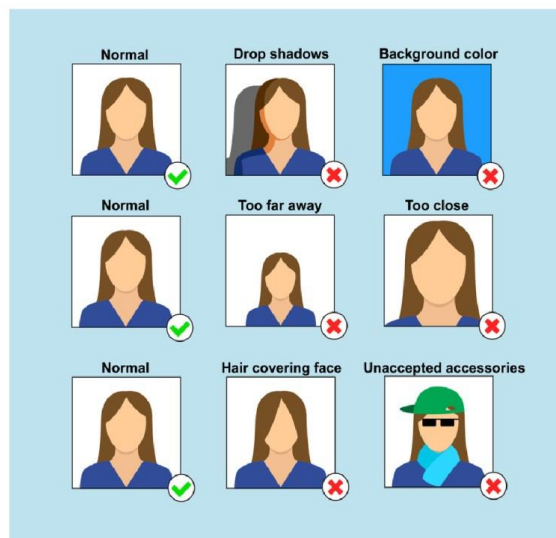 Normal
Drop shadows
Background color
Normal
Too far away
Too close
Normal
Hair covering face
Unaccepted accessories